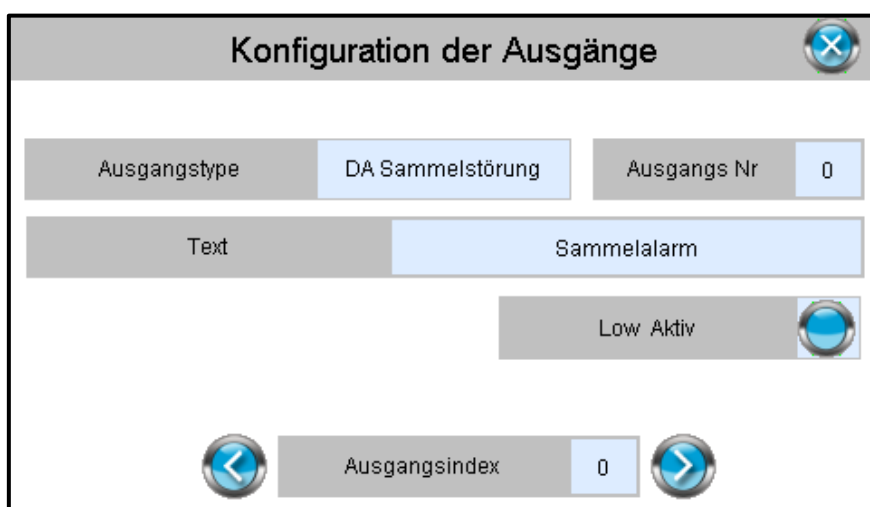 Konfiguration der Ausgänge
Ausgangstype DA Sammelstörung Ausgangs Nr 0
Text Sammelalarm
Low Aktiv
Ausgangsindex 0